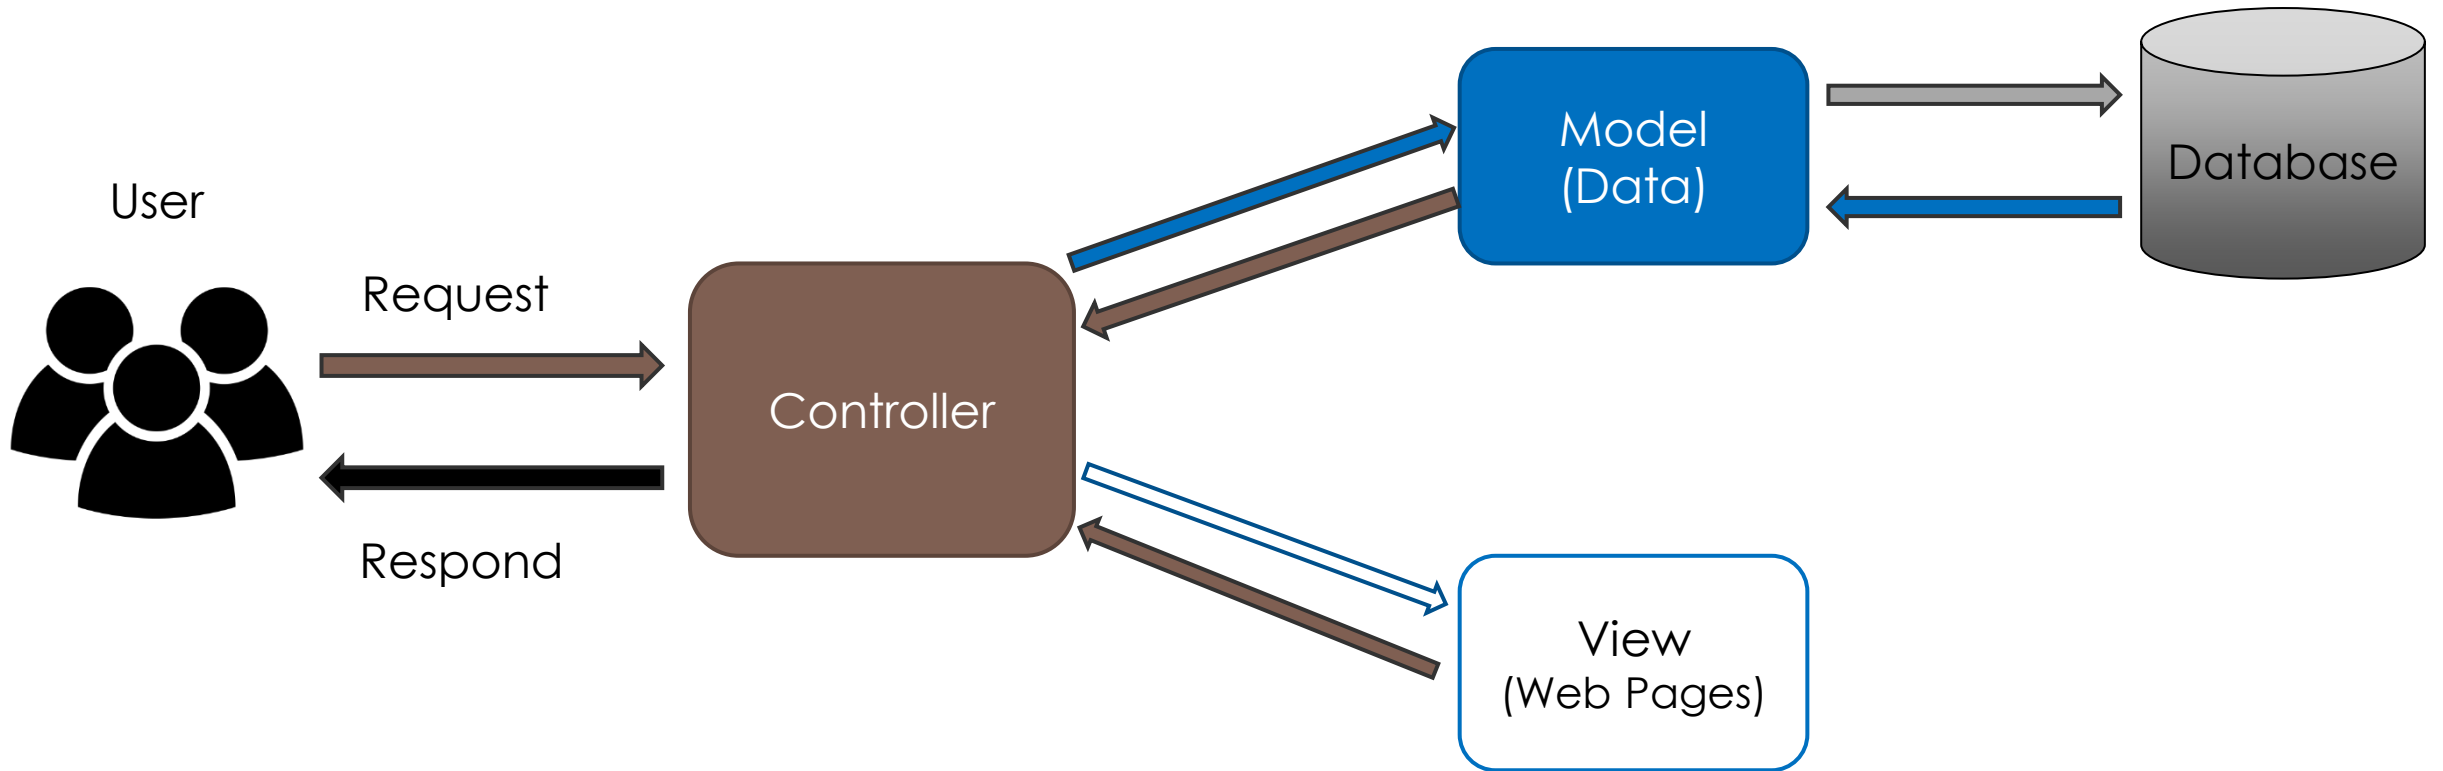 User
Request
Respond
Controller
Model
(Data)
Database
View
(Web Pages)